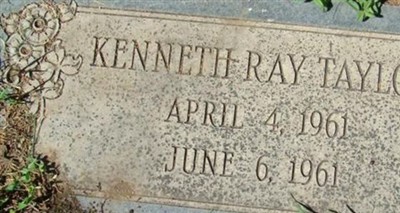 KENNETH RAY TAYLO
APRIL 4, 1961
JUNE 6, 1961